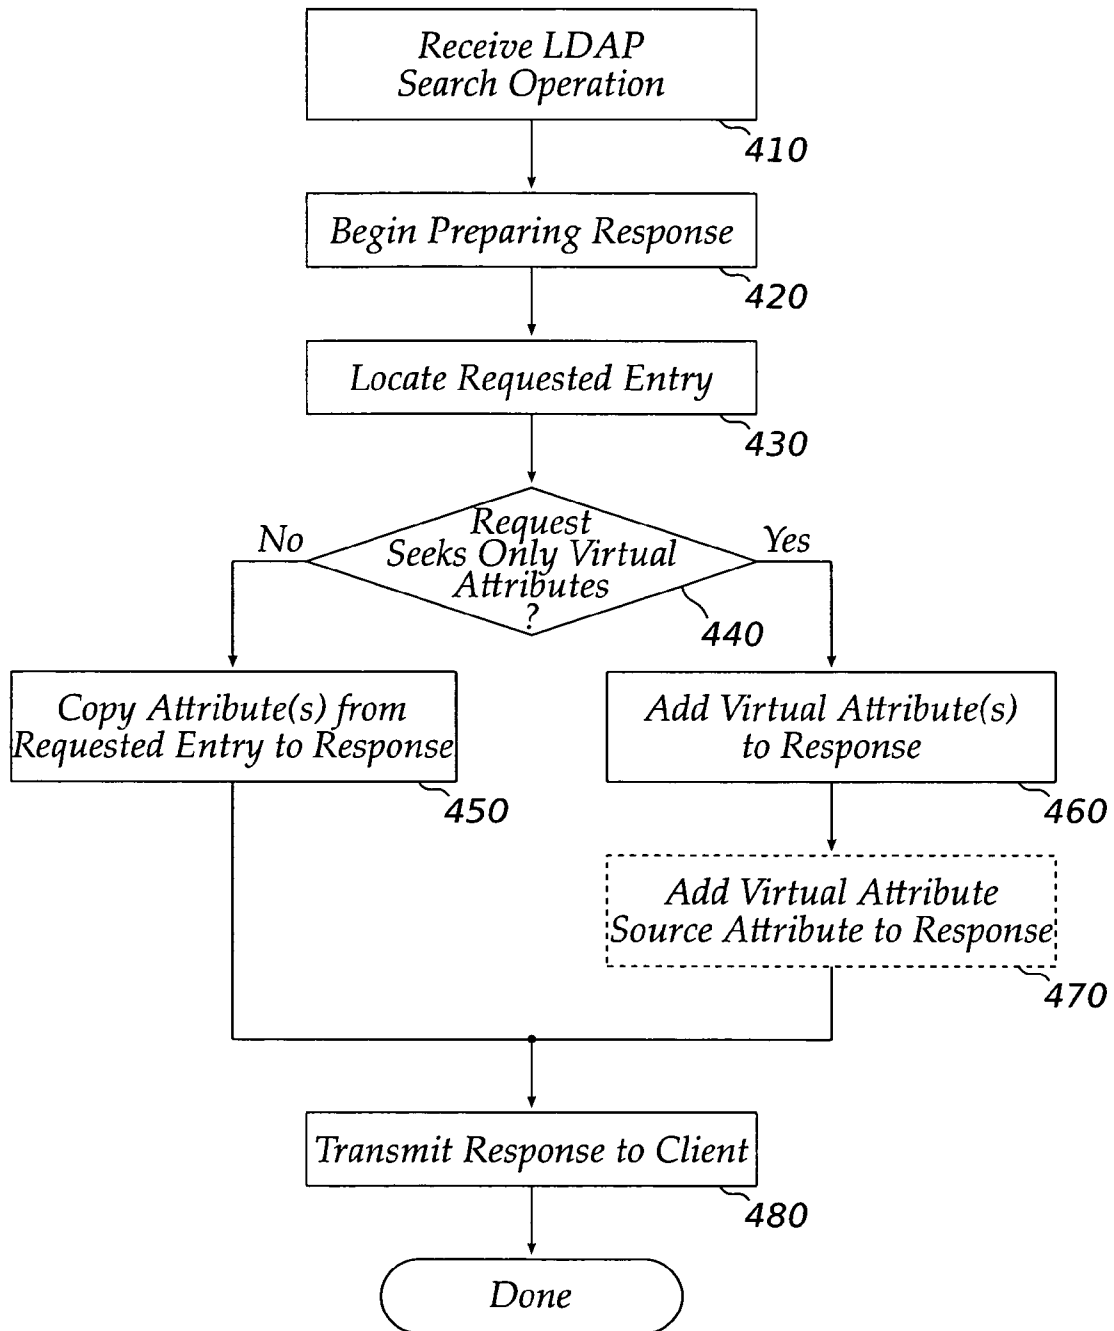 Receive LDAP
Search Operation
410
Begin Preparing Response
420
Locate Requested Entry
430
Request
Seeks Only Virtual
Attributes
?
440
No
Yes
Copy Attribute(s) from
Requested Entry to Response
450
Add Virtual Attribute(s)
to Response
460
Add Virtual Attribute
Source Attribute to Response
470
Transmit Response to Client
480
Done